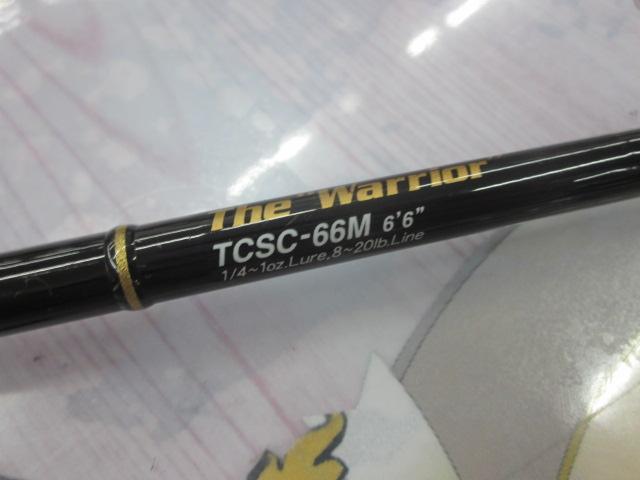 The "Warrior"
TCSC-66M 6'6"
1/4~1oz.Lure,8~20lb.Line